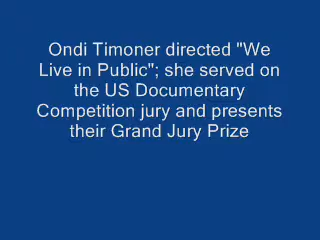 Ondi Timoner directed "We
Live in Public"; she served on
the US Documentary
Competition jury and presents
their Grand Jury Prize